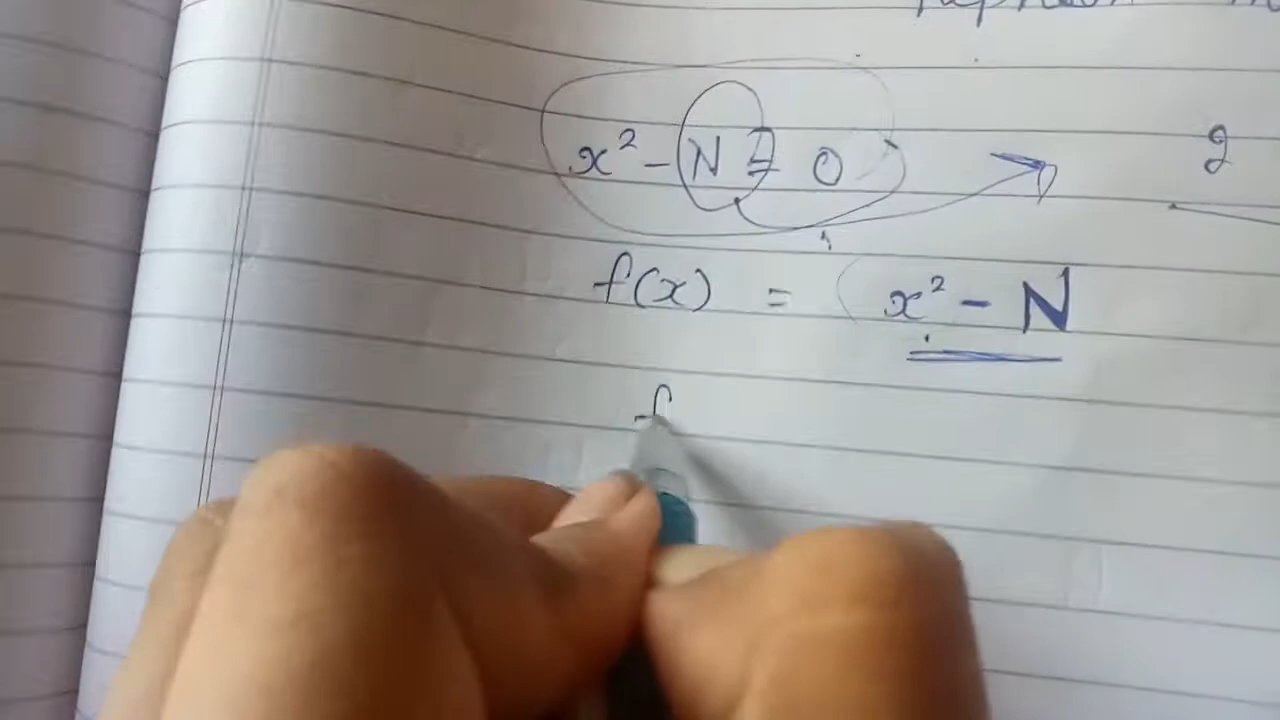 x² - N = 0
g
f(x) = x² - N
f